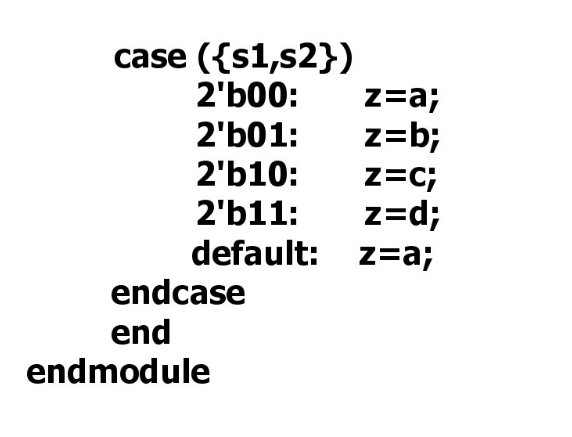 case ({s1,s2})
2'b00: z=a;
2'b01: z=b;
2'b10: z=c;
2'b11: z=d;
default: z=a;
endcase
end
endmodule